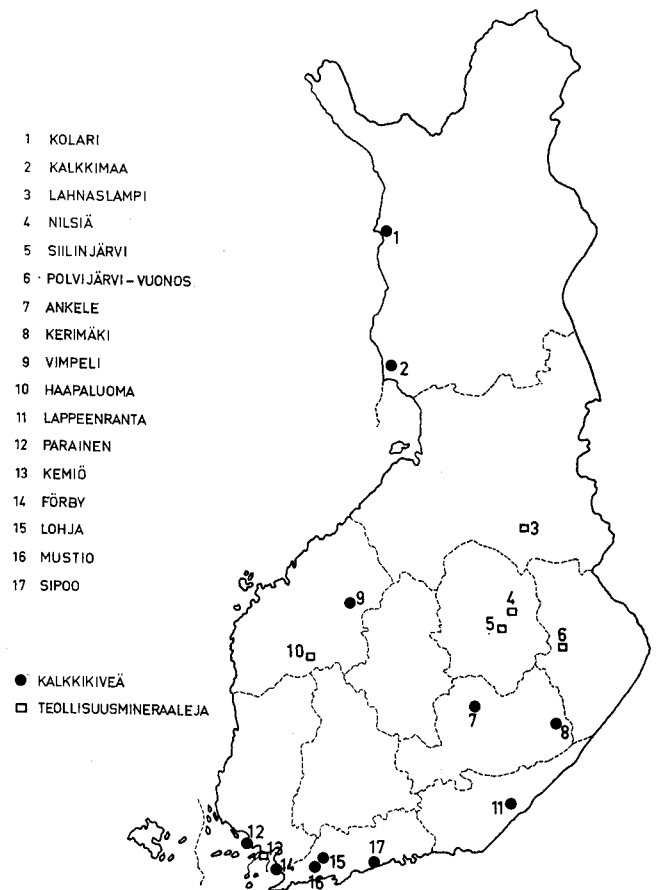 1 KOLARI
2 KALKKIMAA
3 LAHNASLAMPI
4 NILSIÄ
5 SIILINJÄRVI
6 POLVIJÄRVI – VUONOS
7 ANKELE
8 KERIMÄKI
9 VIMPELI
10 HAAPALUOMA
11 LAPPEENRANTA
12 PARAINEN
13 KEMIÖ
14 FÖRBY
15 LOHJA
16 MUSTIO
17 SIPOO
KALKKIKIVEÄ
TEOLLISUUSMINERAALEJA
1
2
3
4
5
6
9
10
7
8
11
12
13
14
15
16
17